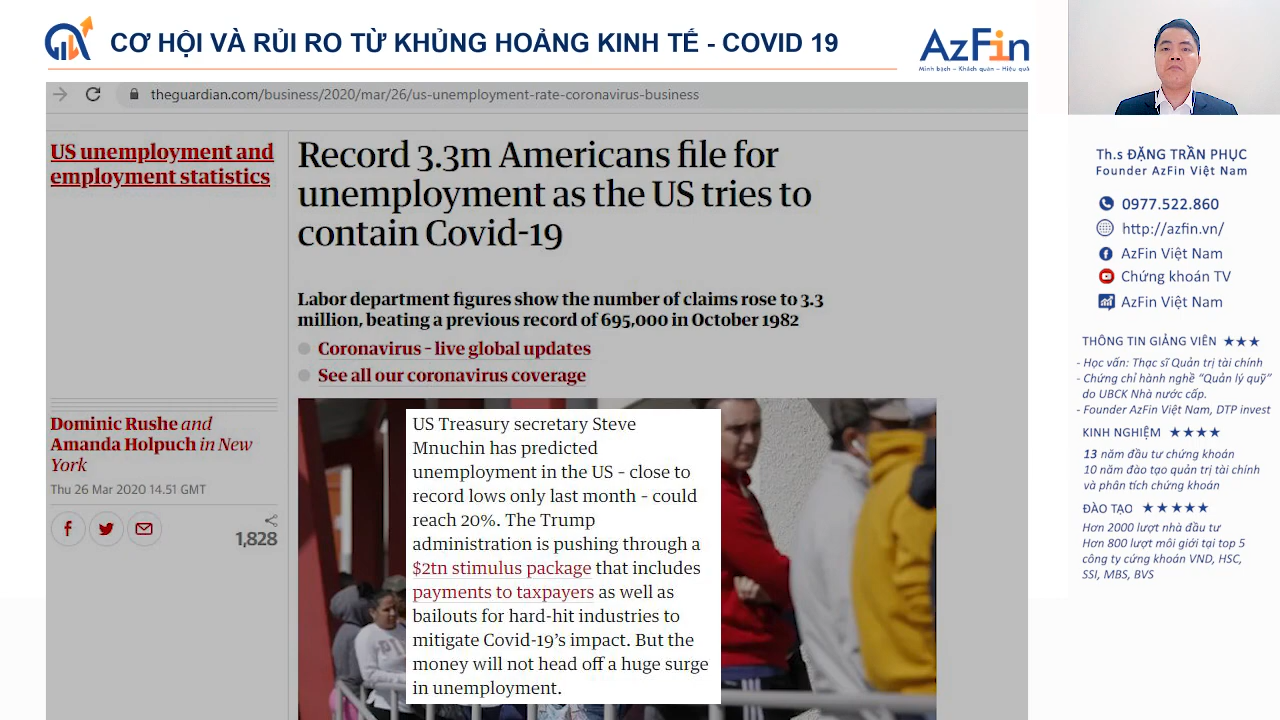 CƠ HỘI VÀ RỦI RO TỪ KHỦNG HOẢNG KINH TẾ - COVID 19
AzFin
Minh bạch – Khách quan – Hiệu quả
theguardian.com/business/2020/mar/26/us-unemployment-rate-coronavirus-business
US unemployment and
employment statistics
Record 3.3m Americans file for
unemployment as the US tries to
contain Covid-19
Labor department figures show the number of claims rose to 3.3
million, beating a previous record of 695,000 in October 1982
Coronavirus – live global updates
See all our coronavirus coverage
Dominic Rushe and
Amanda Holpuch in New
York
Thu 26 Mar 2020 14.51 GMT
1,828
US Treasury secretary Steve
Mnuchin has predicted
unemployment in the US – close to
record lows only last month – could
reach 20%. The Trump
administration is pushing through a
$2tn stimulus package that includes
payments to taxpayers as well as
bailouts for hard-hit industries to
mitigate Covid-19's impact. But the
money will not head off a huge surge
in unemployment.
Th.s ĐẶNG TRẦN PHỤC
Founder AzFin Việt Nam
0977.522.860
http://azfin.vn/
AzFin Việt Nam
Chứng khoán TV
AzFin Việt Nam
THÔNG TIN GIẢNG VIÊN ★★★
- Học vấn: Thạc sĩ Quản trị tài chính
- Chứng chỉ hành nghề "Quản lý quỹ"
do UBCK Nhà nước cấp.
- Founder AzFin Việt Nam, DTP invest
KINH NGHIỆM ★★★★
13 năm đầu tư chứng khoán
10 năm đào tạo quản trị tài chính
và phân tích chứng khoán
ĐÀO TẠO ★★★★★
Hơn 2000 lượt nhà đầu tư
Hơn 800 lượt môi giới tại top 5
công ty chứng khoán VND, HSC,
SSI, MBS, BVS